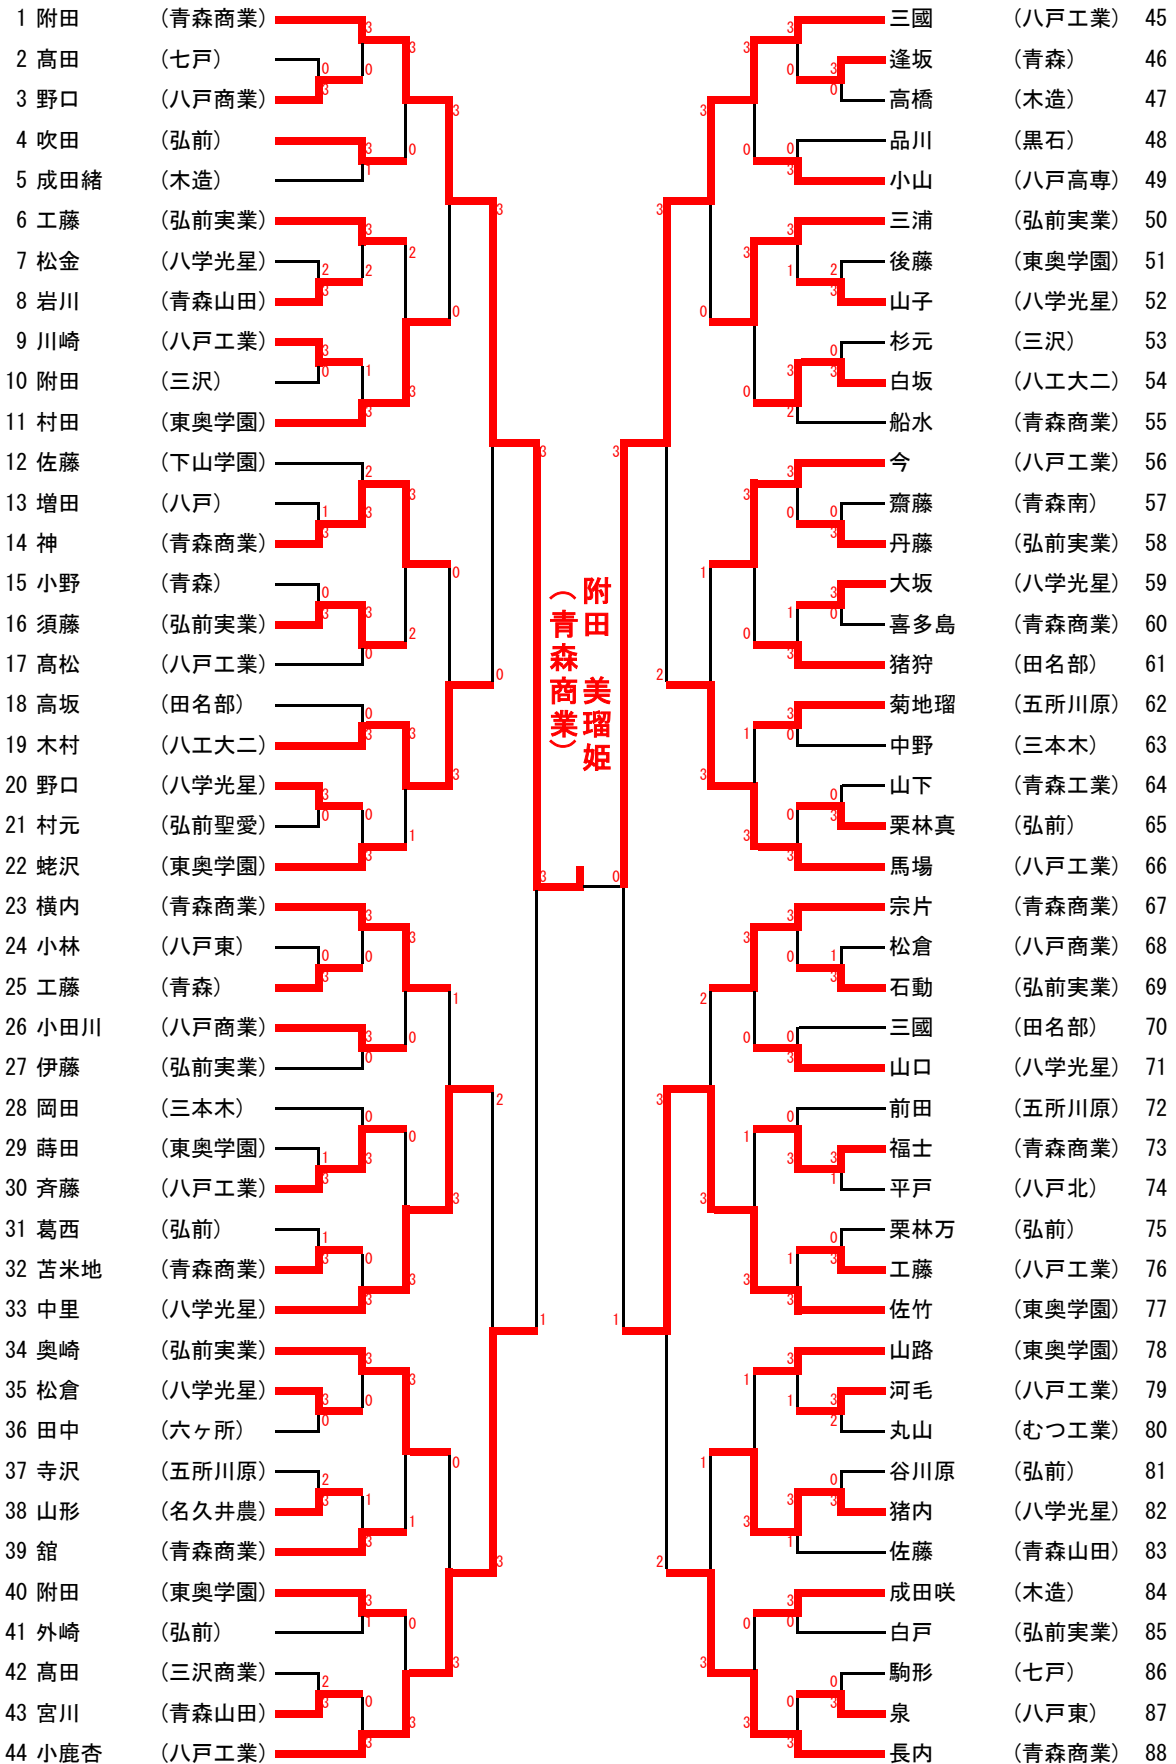 1 附田 (青森商業)
2 髙田 (七戸)
3 野口 (八戸商業)
4 吹田 (弘前)
5 成田緒 (木造)
6 工藤 (弘前実業)
7 松金 (八学光星)
8 岩川 (青森山田)
9 川崎 (八戸工業)
10 附田 (三沢)
11 村田 (東奥学園)
12 佐藤 (下山学園)
13 増田 (八戸)
14 神 (青森商業)
15 小野 (青森)
16 須藤 (弘前実業)
17 髙松 (八戸工業)
18 高坂 (田名部)
19 木村 (八工大二)
20 野口 (八学光星)
21 村元 (弘前聖愛)
22 蛯沢 (東奥学園)
23 横内 (青森商業)
24 小林 (八戸東)
25 工藤 (青森)
26 小田川 (八戸商業)
27 伊藤 (弘前実業)
28 岡田 (三本木)
29 蒔田 (東奥学園)
30 斉藤 (八戸工業)
31 葛西 (弘前)
32 苫米地 (青森商業)
33 中里 (八学光星)
34 奥崎 (弘前実業)
35 松倉 (八学光星)
36 田中 (六ヶ所)
37 寺沢 (五所川原)
38 山形 (名久井農)
39 舘 (青森商業)
40 附田 (東奥学園)
41 外崎 (弘前)
42 髙田 (三沢商業)
43 宮川 (青森山田)
44 小鹿杏 (八戸工業)
附田 美瑠姫
(青森商業)
三國 (八戸工業) 45
逢坂 (青森) 46
高橋 (木造) 47
品川 (黒石) 48
小山 (八戸高専) 49
三浦 (弘前実業) 50
後藤 (東奥学園) 51
山子 (八学光星) 52
杉元 (三沢) 53
白坂 (八工大二) 54
船水 (青森商業) 55
今 (八戸工業) 56
齋藤 (青森南) 57
丹藤 (弘前実業) 58
大坂 (八学光星) 59
喜多島 (青森商業) 60
猪狩 (田名部) 61
菊地瑠 (五所川原) 62
中野 (三本木) 63
山下 (青森工業) 64
栗林真 (弘前) 65
馬場 (八戸工業) 66
宗片 (青森商業) 67
松倉 (八戸商業) 68
石動 (弘前実業) 69
三國 (田名部) 70
山口 (八学光星) 71
前田 (五所川原) 72
福士 (青森商業) 73
平戸 (八戸北) 74
栗林万 (弘前) 75
工藤 (八戸工業) 76
佐竹 (東奥学園) 77
山路 (東奥学園) 78
河毛 (八戸工業) 79
丸山 (むつ工業) 80
谷川原 (弘前) 81
猪内 (八学光星) 82
佐藤 (青森山田) 83
成田咲 (木造) 84
白戸 (弘前実業) 85
駒形 (七戸) 86
泉 (八戸東) 87
長内 (青森商業) 88